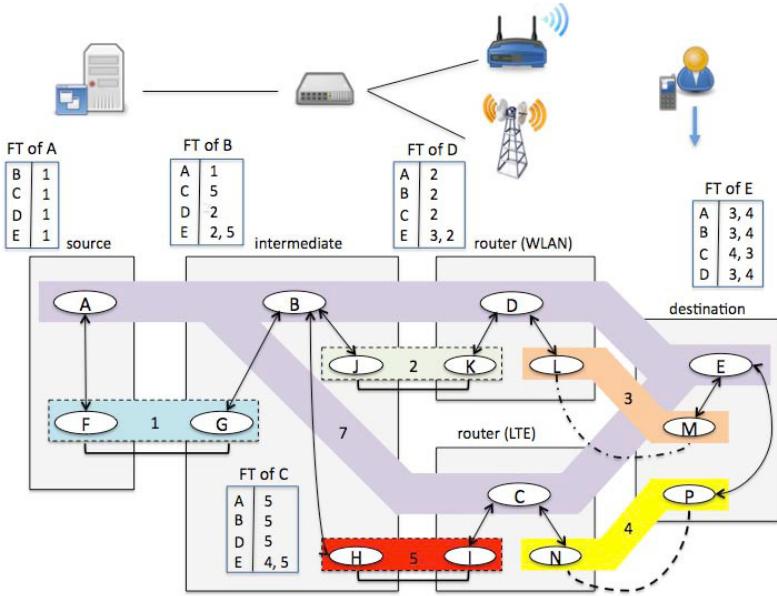 FT of A
B 1
C 1
D 1
E 1
FT of B
A 1
C 5
D 2
E 2, 5
FT of D
A 2
B 2
C 2
E 3, 2
FT of E
A 3, 4
B 3, 4
C 4, 3
D 3, 4
source
intermediate
router (WLAN)
destination
A
B
D
E
J
2
K
L
3
M
F
1
G
7
router (LTE)
FT of C
A 5
B 5
D 5
E 4, 5
C
P
4
H
5
I
N